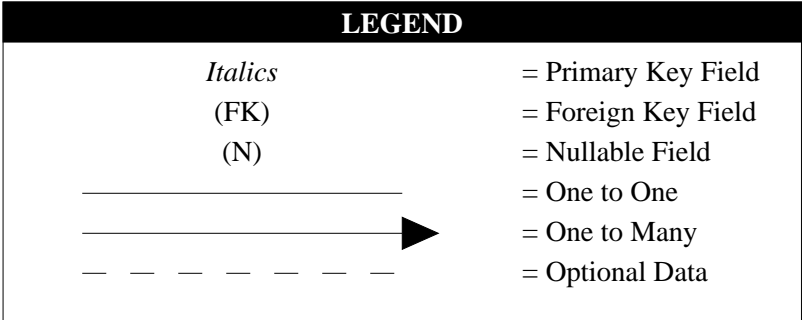 LEGEND
Italics = Primary Key Field
(FK) = Foreign Key Field
(N) = Nullable Field
= One to One
= One to Many
= Optional Data